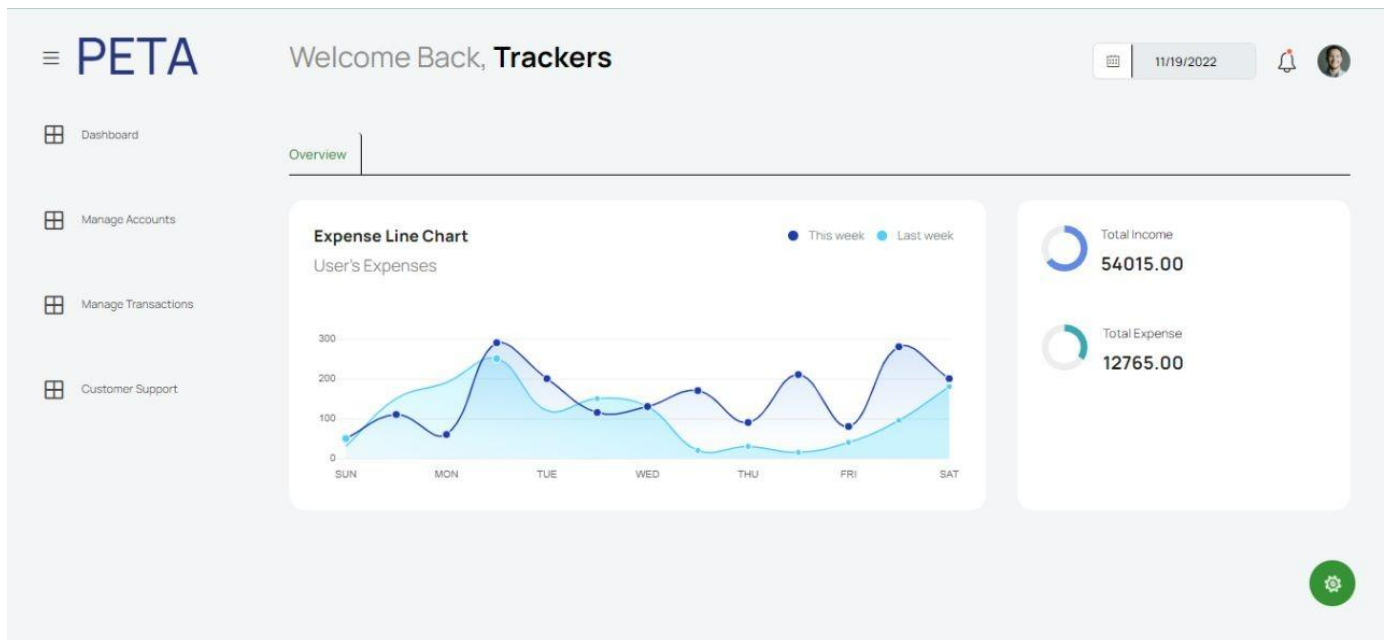 PETA
Welcome Back, Trackers
11/19/2022
Dashboard
Manage Accounts
Manage Transactions
Customer Support
Overview
Expense Line Chart
User's Expenses
This week
Last week
300
200
100
0
SUN MON TUE WED THU FRI SAT
Total Income
54015.00
Total Expense
12765.00